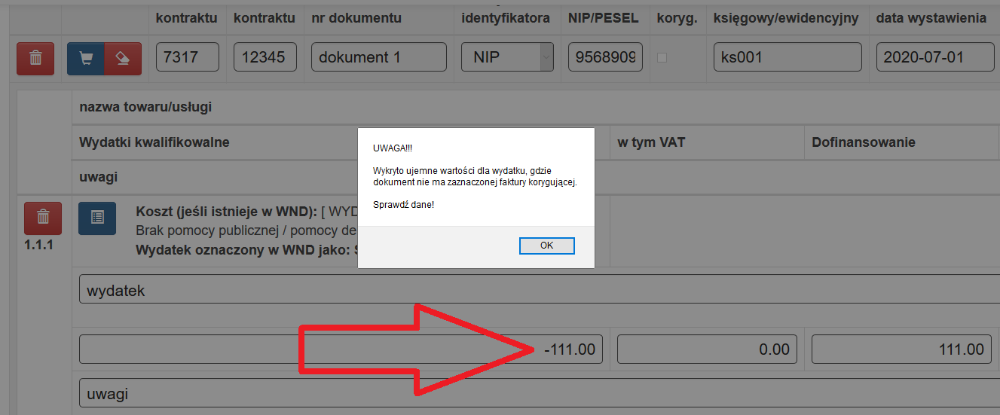 kontraktu kontraktu nr dokumentu identyfikatora NIP/PESEL koryg. księgowy/ewidencyjny data wystawienia
7317 12345 dokument 1 NIP 9568909 ks001 2020-07-01
nazwa towaru/usługi
Wydatki kwalifikowalne w tym VAT Dofinansowanie
uwagi
UWAGA!!!
Wykryto ujemne wartości dla wydatku, gdzie
dokument nie ma zaznaczonej faktury korygującej.
Sprawdź dane!
OK
1.1.1
Koszt (jeśli istnieje w WND): [ WYD
Brak pomocy publicznej / pomocy de
Wydatek oznaczony w WND jako:
wydatek
-111.00 0.00 111.00
uwagi